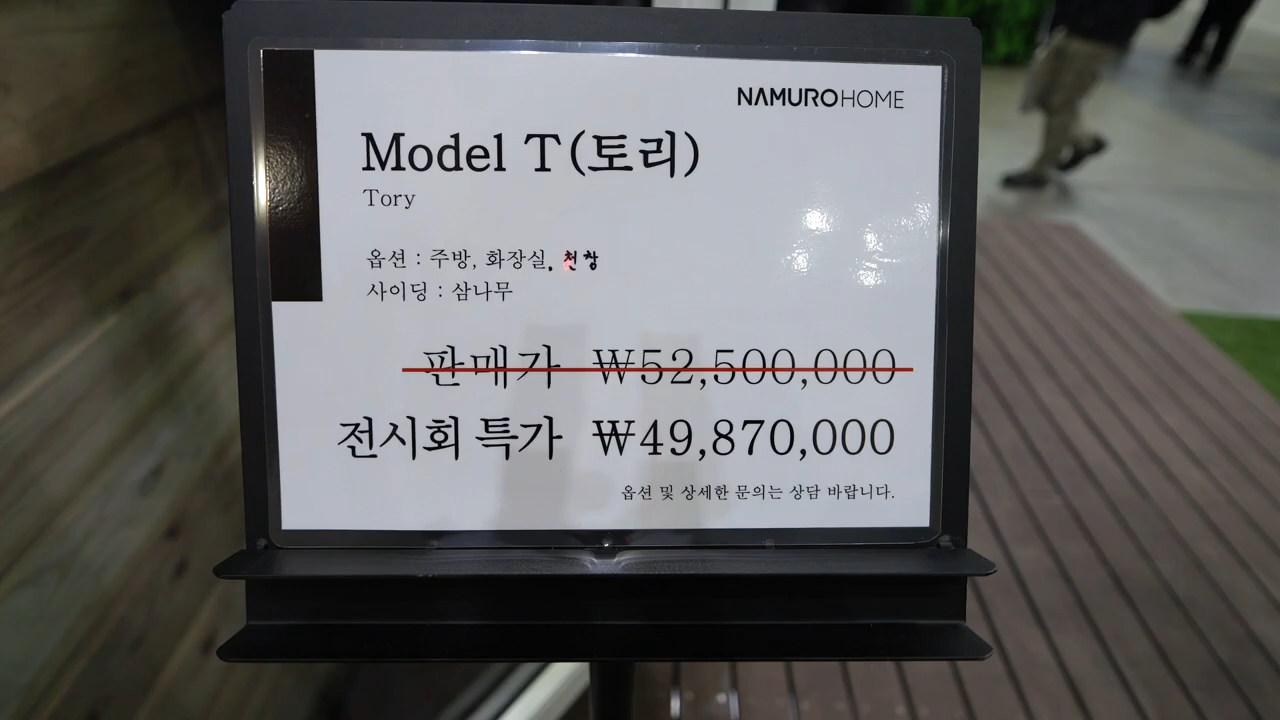 NAMUROHOME
Model T(토리)
Tory
옵션 : 주방, 화장실, 천창
사이딩 : 삼나무
판매가 ₩52,500,000
전시회 특가 ₩49,870,000
옵션 및 상세한 문의는 상담 바랍니다.